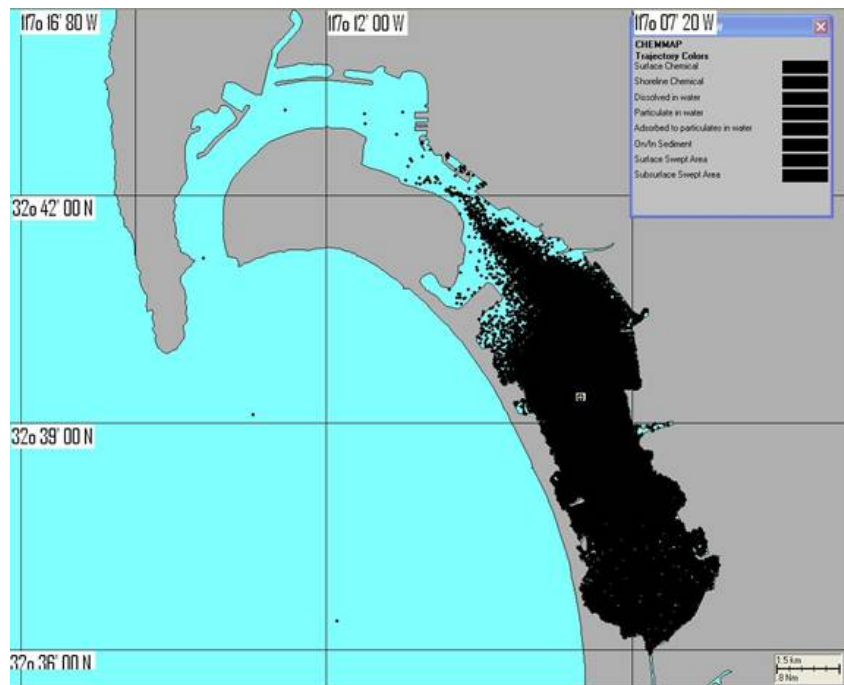 117o 16' 80 W
117o 12' 00 W
117o 07' 20 W
CHEMMAP
Trajectory Colors
Surface Chemical
Shoreline Chemical
Dissolved in water
Particulate in water
Adsorbed to particulates in water
On/In Sediment
Surface Swept Area
Subsurface Swept Area
32o 42' 00 N
32o 39' 00 N
32o 36' 00 N
1.5 km
.8 Nm